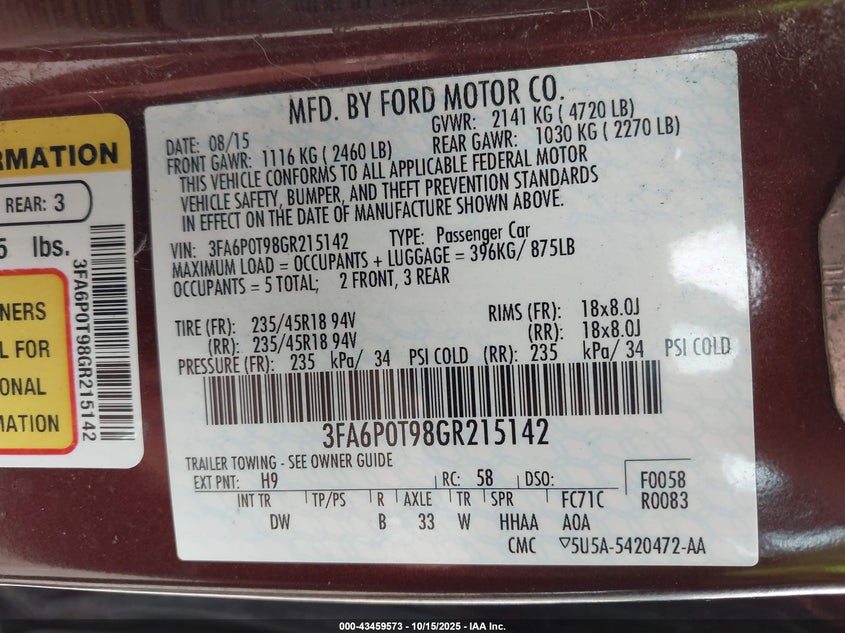 RMATION
REAR: 3
5 lbs.
3FA6P0T98GR215142
NERS
L FOR
ONAL
MATION
MFD. BY FORD MOTOR CO.
DATE: 08/15 GVWR: 2141 KG ( 4720 LB)
FRONT GAWR: 1116 KG ( 2460 LB) REAR GAWR: 1030 KG ( 2270 LB)
THIS VEHICLE CONFORMS TO ALL APPLICABLE FEDERAL MOTOR
VEHICLE SAFETY, BUMPER, AND THEFT PREVENTION STANDARDS
IN EFFECT ON THE DATE OF MANUFACTURE SHOWN ABOVE.
VIN: 3FA6P0T98GR215142 TYPE: Passenger Car
MAXIMUM LOAD = OCCUPANTS + LUGGAGE = 396KG/ 875LB
OCCUPANTS = 5 TOTAL; 2 FRONT, 3 REAR
TIRE (FR): 235/45R18 94V RIMS (FR): 18x8.0J
(RR): 235/45R18 94V (RR): 18x8.0J
PRESSURE (FR): 235 kPa/ 34 PSI COLD (RR): 235 kPa/ 34 PSI COLD
3FA6P0T98GR215142
TRAILER TOWING - SEE OWNER GUIDE
EXT PNT: H9 RC: 58 DSO: F0058
INT TR TP/PS R AXLE TR SPR FC71C R0083
DW B 33 W HHAA A0A
CMC ▽5U5A-5420472-AA
000-43459573 - 10/15/2025 - IAA Inc.